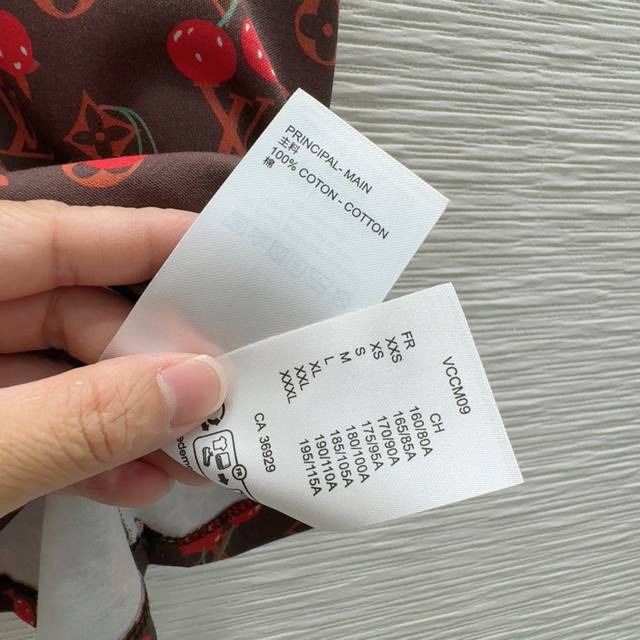 PRINCIPAL- MAIN
主料
100% COTON - COTTON
棉
VCCM09
FR CH
XXS 160/80A
XS 165/85A
S 170/90A
M 175/95A
L 180/100A
XL 185/105A
XXL 190/110A
XXXL 195/115A
CA 36929
FR